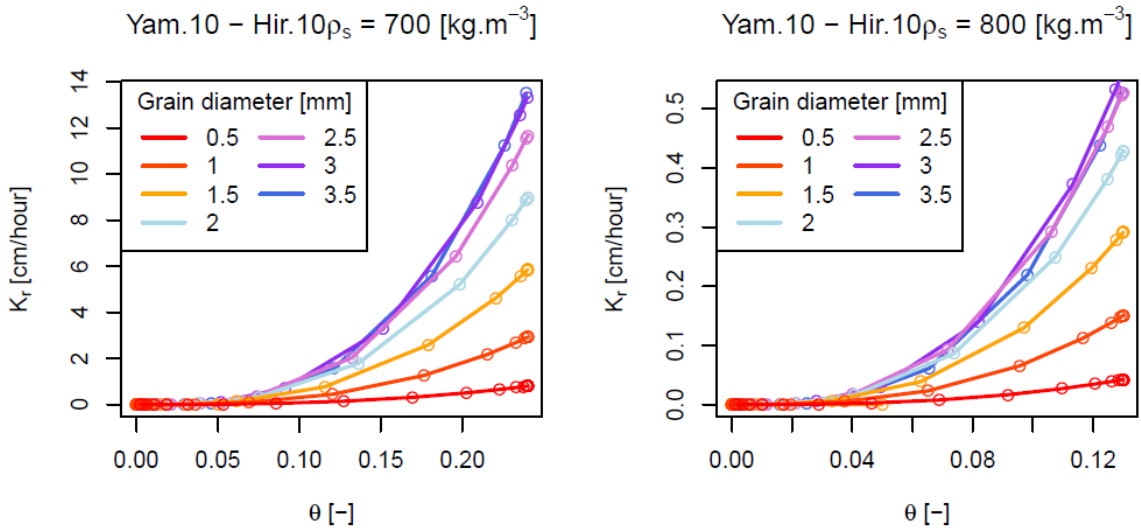 Yam.10 − Hir.10ρₛ = 700 [kg.m⁻³]
Kᵣ [cm/hour]
14
12
10
8
6
4
2
0
Grain diameter [mm]
0.5 2.5
1 3
1.5 3.5
2
0.00 0.05 0.10 0.15 0.20
θ [−]
Yam.10 − Hir.10ρₛ = 800 [kg.m⁻³]
Kᵣ [cm/hour]
0.5
0.4
0.3
0.2
0.1
0.0
Grain diameter [mm]
0.5 2.5
1 3
1.5 3.5
2
0.00 0.04 0.08 0.12
θ [−]